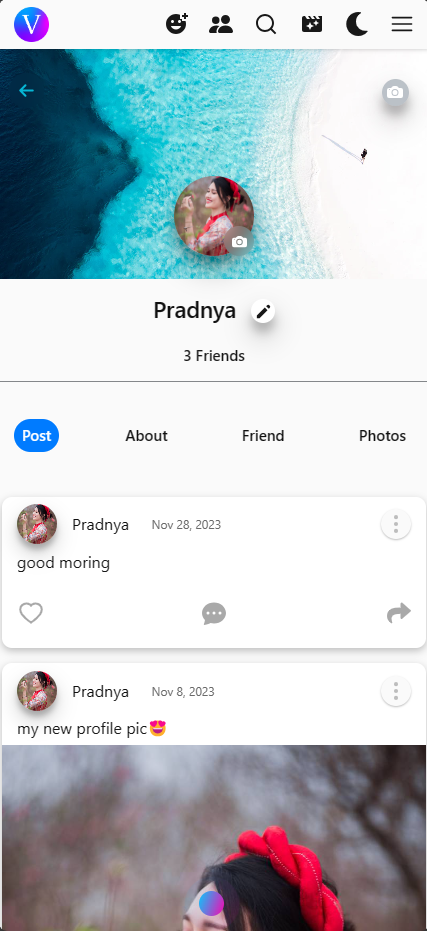 V
Pradnya
3 Friends
Post About Friend Photos
Pradnya Nov 28, 2023
good moring
Pradnya Nov 8, 2023
my new profile pic😍